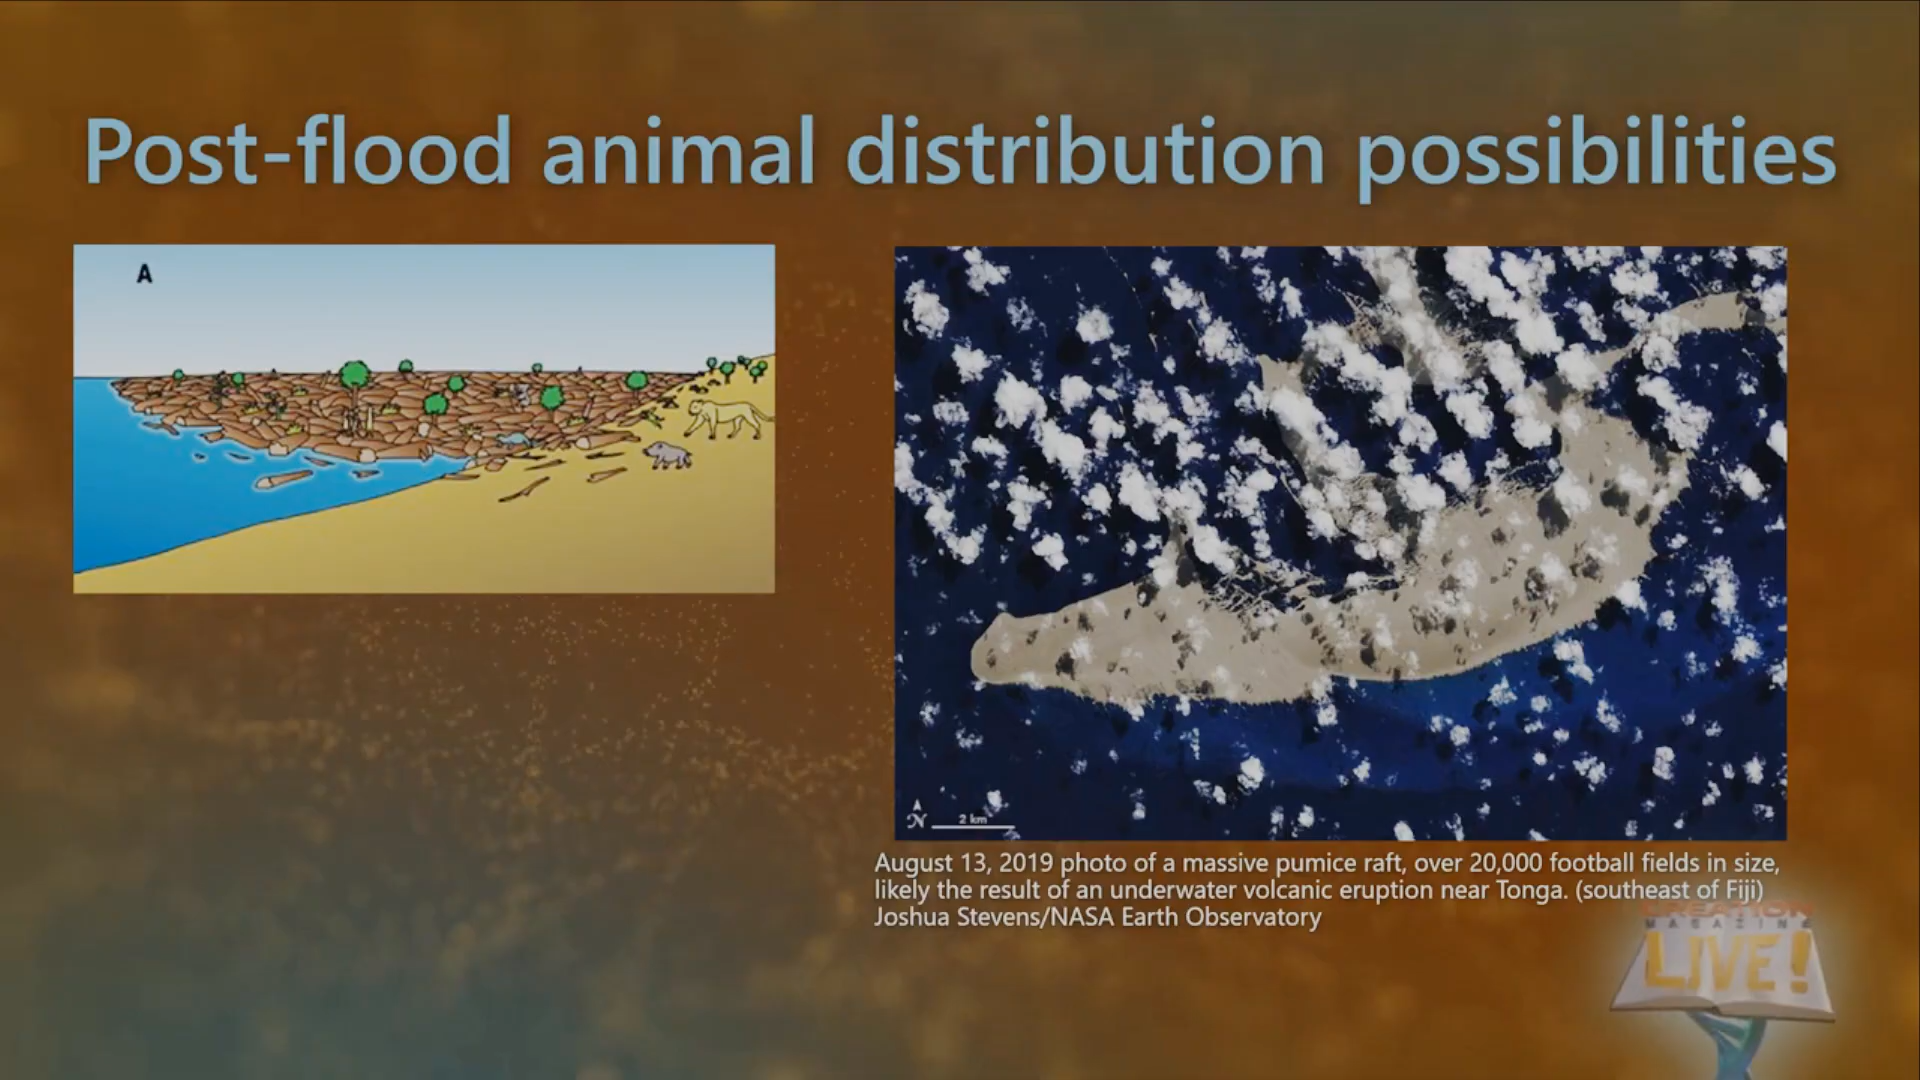 Post-flood animal distribution possibilities
A
N
2 km
August 13, 2019 photo of a massive pumice raft, over 20,000 football fields in size,
likely the result of an underwater volcanic eruption near Tonga. (southeast of Fiji)
Joshua Stevens/NASA Earth Observatory
CREATION
MAGAZINE
LIVE!